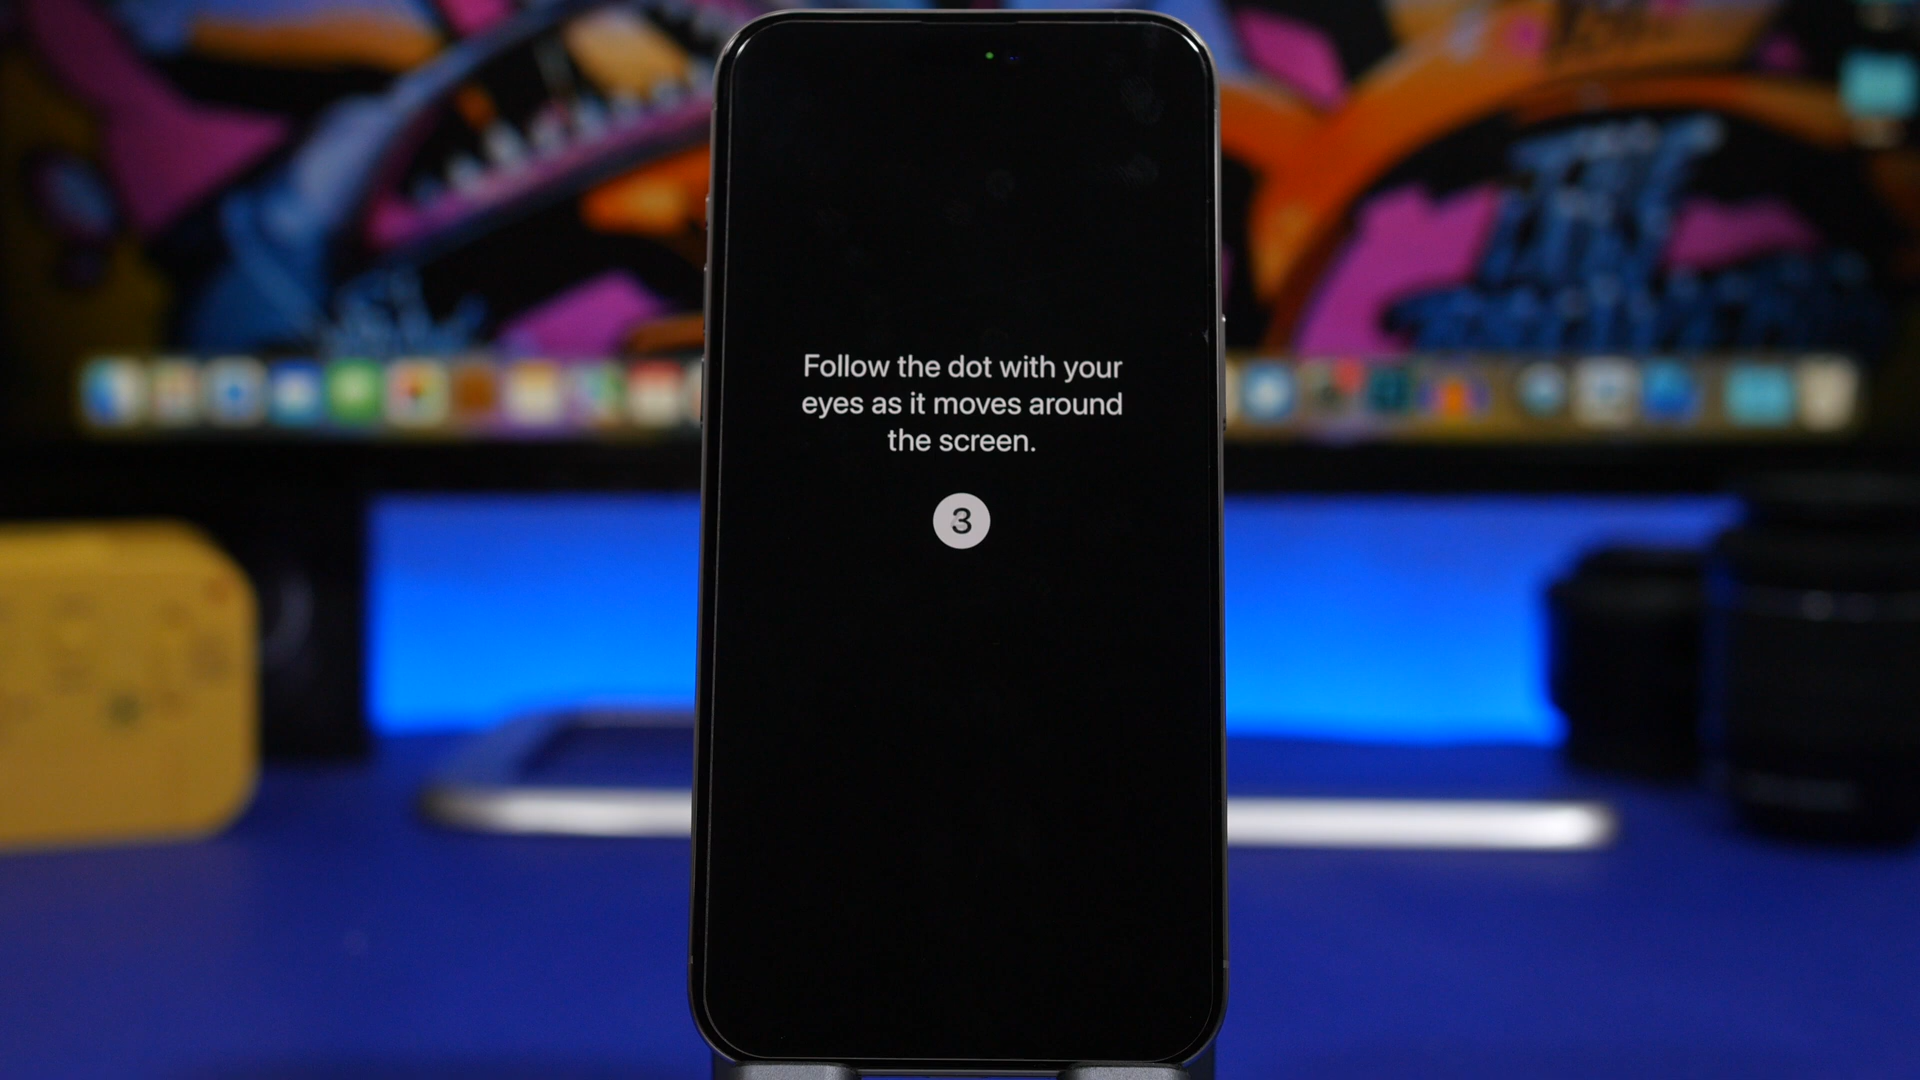 Follow the dot with your
eyes as it moves around
the screen.
3